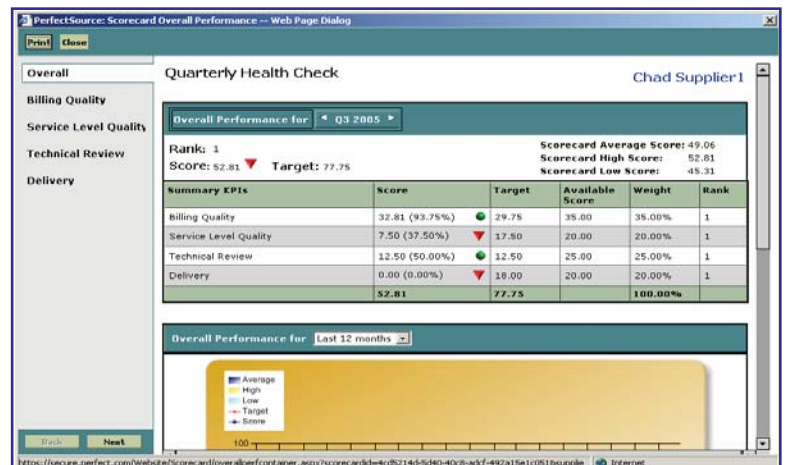 PerfectSource: Scorecard Overall Performance -- Web Page Dialog
Print Close
Overall
Billing Quality
Service Level Quality
Technical Review
Delivery
Quarterly Health Check
Chad Supplier1
Overall Performance for Q3 2005
Rank: 1
Score: 52.81 Target: 77.75
Scorecard Average Score: 49.06
Scorecard High Score: 52.81
Scorecard Low Score: 45.31
Summary KPIs Score Target Available Score Weight Rank
Billing Quality 32.81 (93.75%) 29.75 35.00 35.00% 1
Service Level Quality 7.50 (37.50%) 17.50 20.00 20.00% 1
Technical Review 12.50 (50.00%) 12.50 25.00 25.00% 1
Delivery 0.00 (0.00%) 18.00 20.00 20.00% 1
52.81 77.75 100.00%
Overall Performance for Last 12 months
Average
High
Low
Target
Score
100
Back Next
Internet